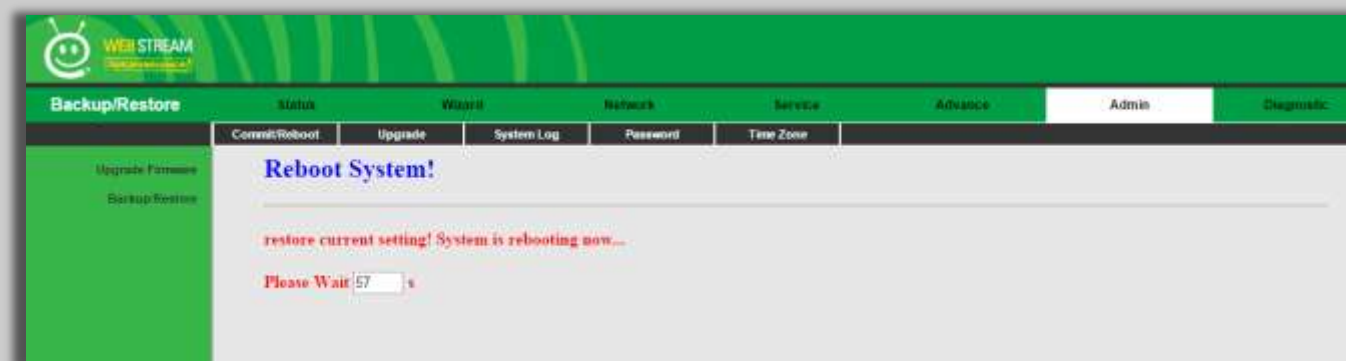 WEB STREAM
Backup/Restore
Status
Wizard
Network
Service
Advance
Admin
Diagnostic
Commit/Reboot
Upgrade
System Log
Password
Time Zone
Upgrade Firmware
Backup/Restore
Reboot System!
restore current setting! System is rebooting now...
Please Wait 57 s